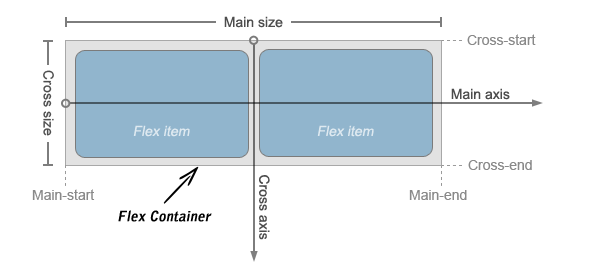 Main size
Cross-start
Cross size
Main axis
Flex item
Flex item
Cross-end
Main-start
Cross axis
Main-end
Flex Container